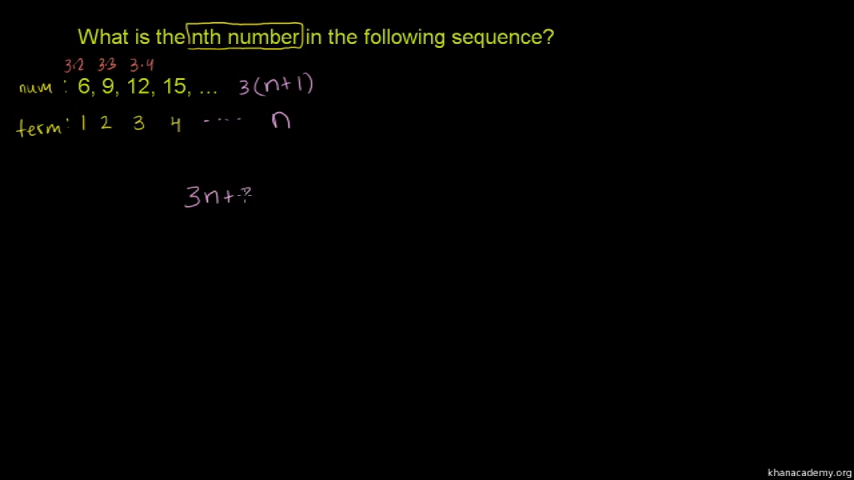 What is the nth number in the following sequence?
3·2 3·3 3·4
num : 6, 9, 12, 15, ... 3(n+1)
term: 1 2 3 4 .... n
3n+?
khanacademy.org